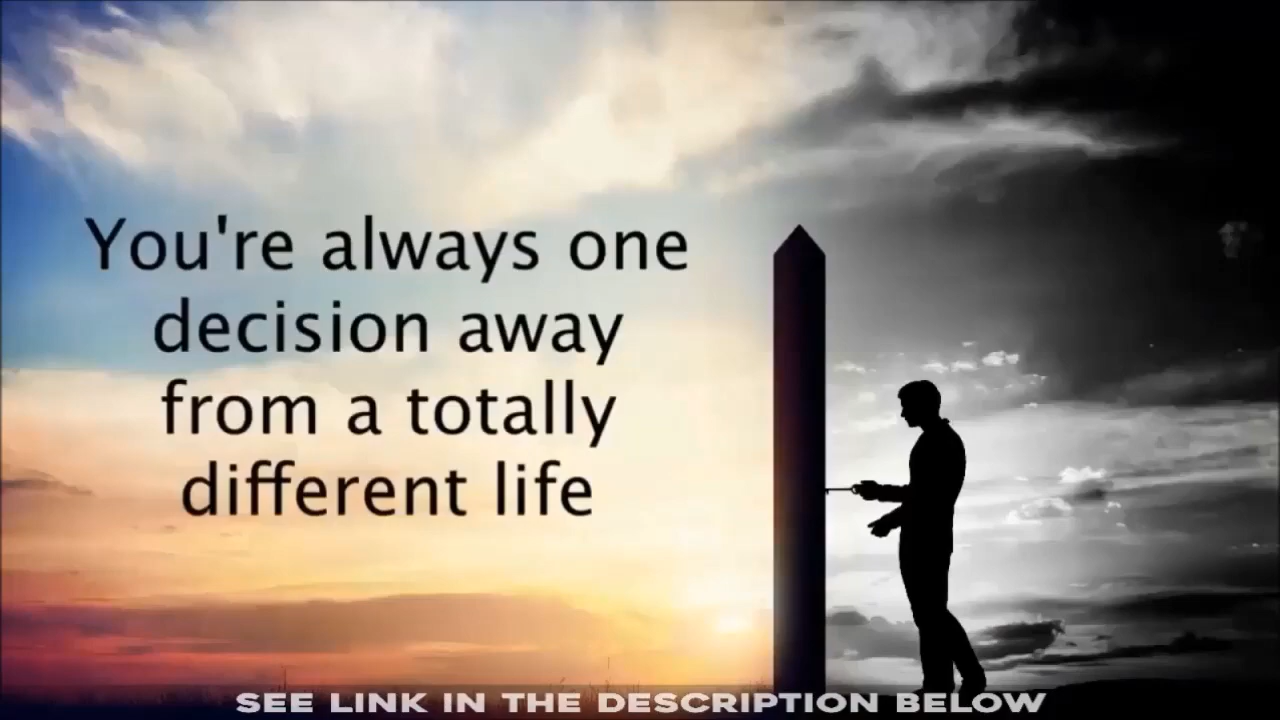 You're always one
decision away
from a totally
different life
SEE LINK IN THE DESCRIPTION BELOW